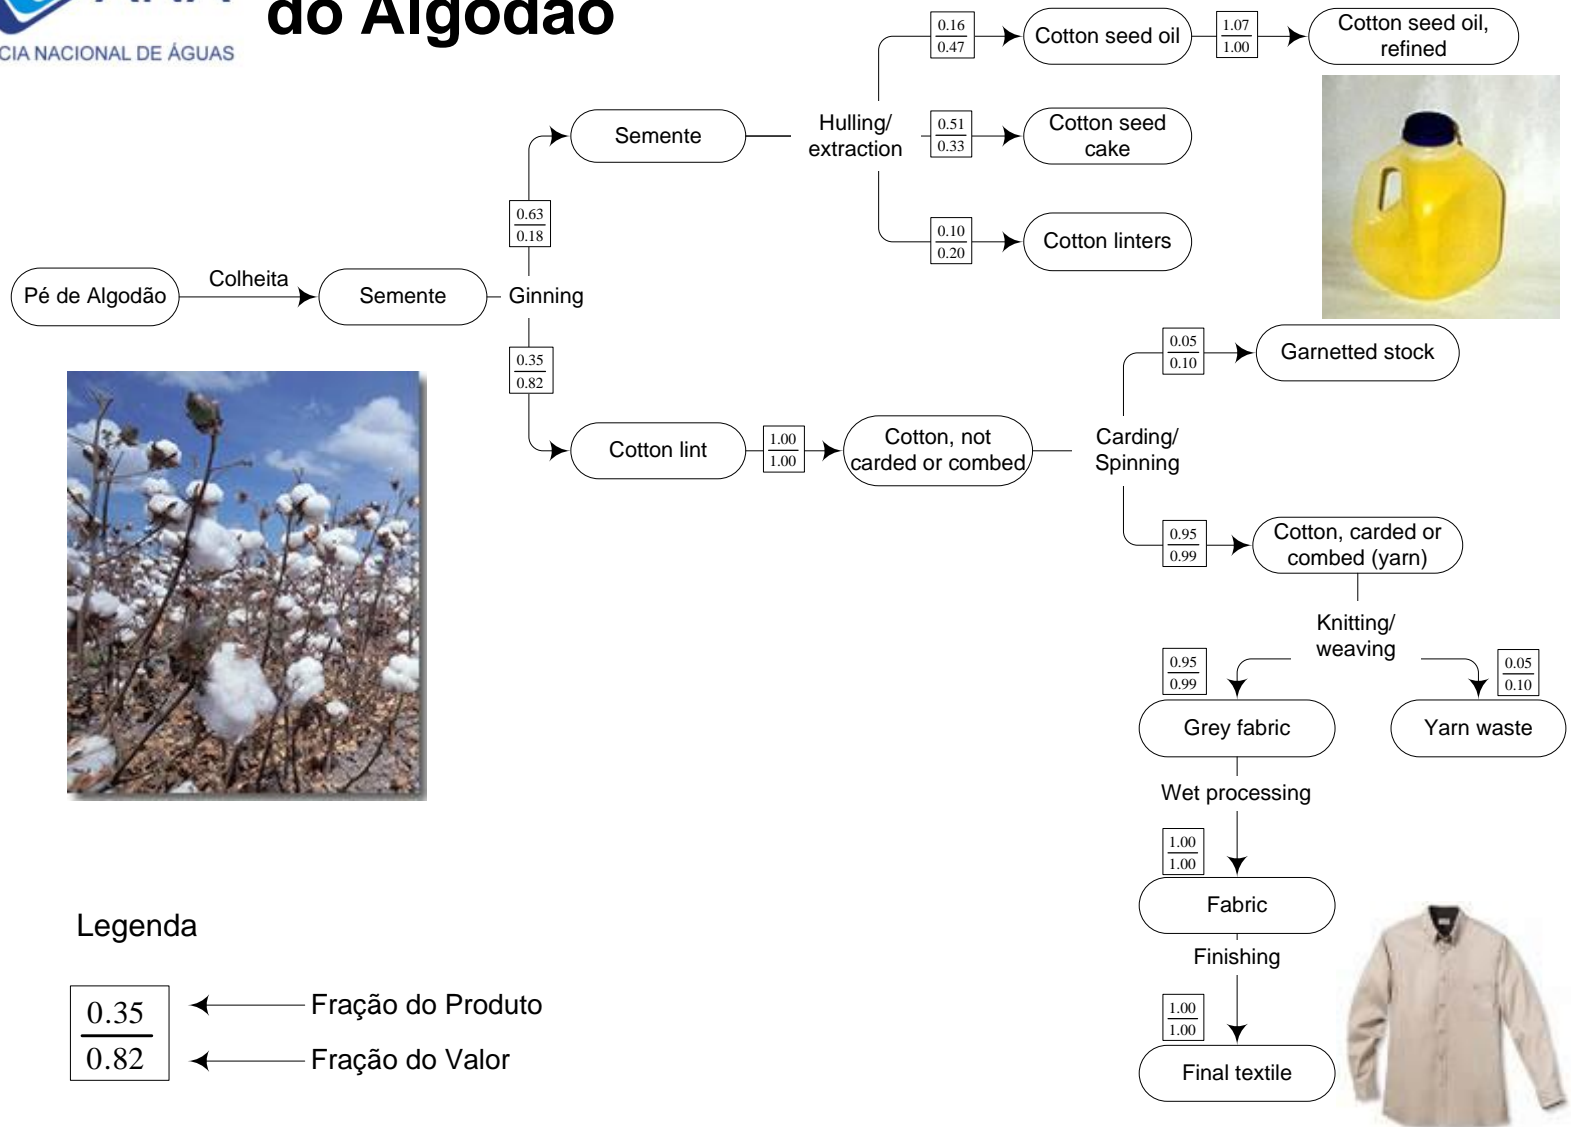 do Algodão
CIA NACIONAL DE ÁGUAS
0.16
0.47
Cotton seed oil
1.07
1.00
Cotton seed oil,
refined
Semente
Hulling/
extraction
0.51
0.33
Cotton seed
cake
0.63
0.18
0.10
0.20
Cotton linters
Pé de Algodão
Colheita
Semente
Ginning
0.35
0.82
Cotton lint
1.00
1.00
Cotton, not
carded or combed
Carding/
Spinning
0.05
0.10
Garnetted stock
0.95
0.99
Cotton, carded or
combed (yarn)
Knitting/
weaving
0.95
0.99
0.05
0.10
Grey fabric
Yarn waste
Wet processing
1.00
1.00
Fabric
Finishing
1.00
1.00
Final textile
Legenda
0.35
0.82
Fração do Produto
Fração do Valor